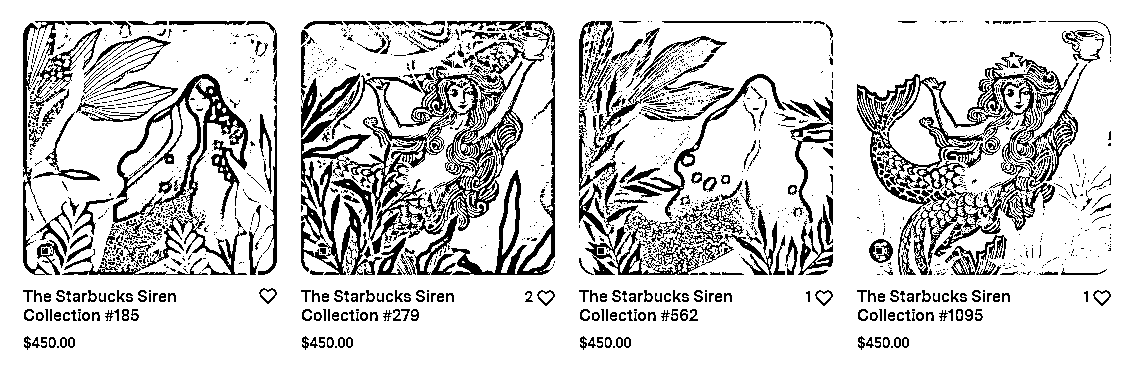 The Starbucks Siren
Collection #185
$450.00
The Starbucks Siren
Collection #279
2
$450.00
The Starbucks Siren
Collection #562
1
$450.00
The Starbucks Siren
Collection #1095
1
$450.00